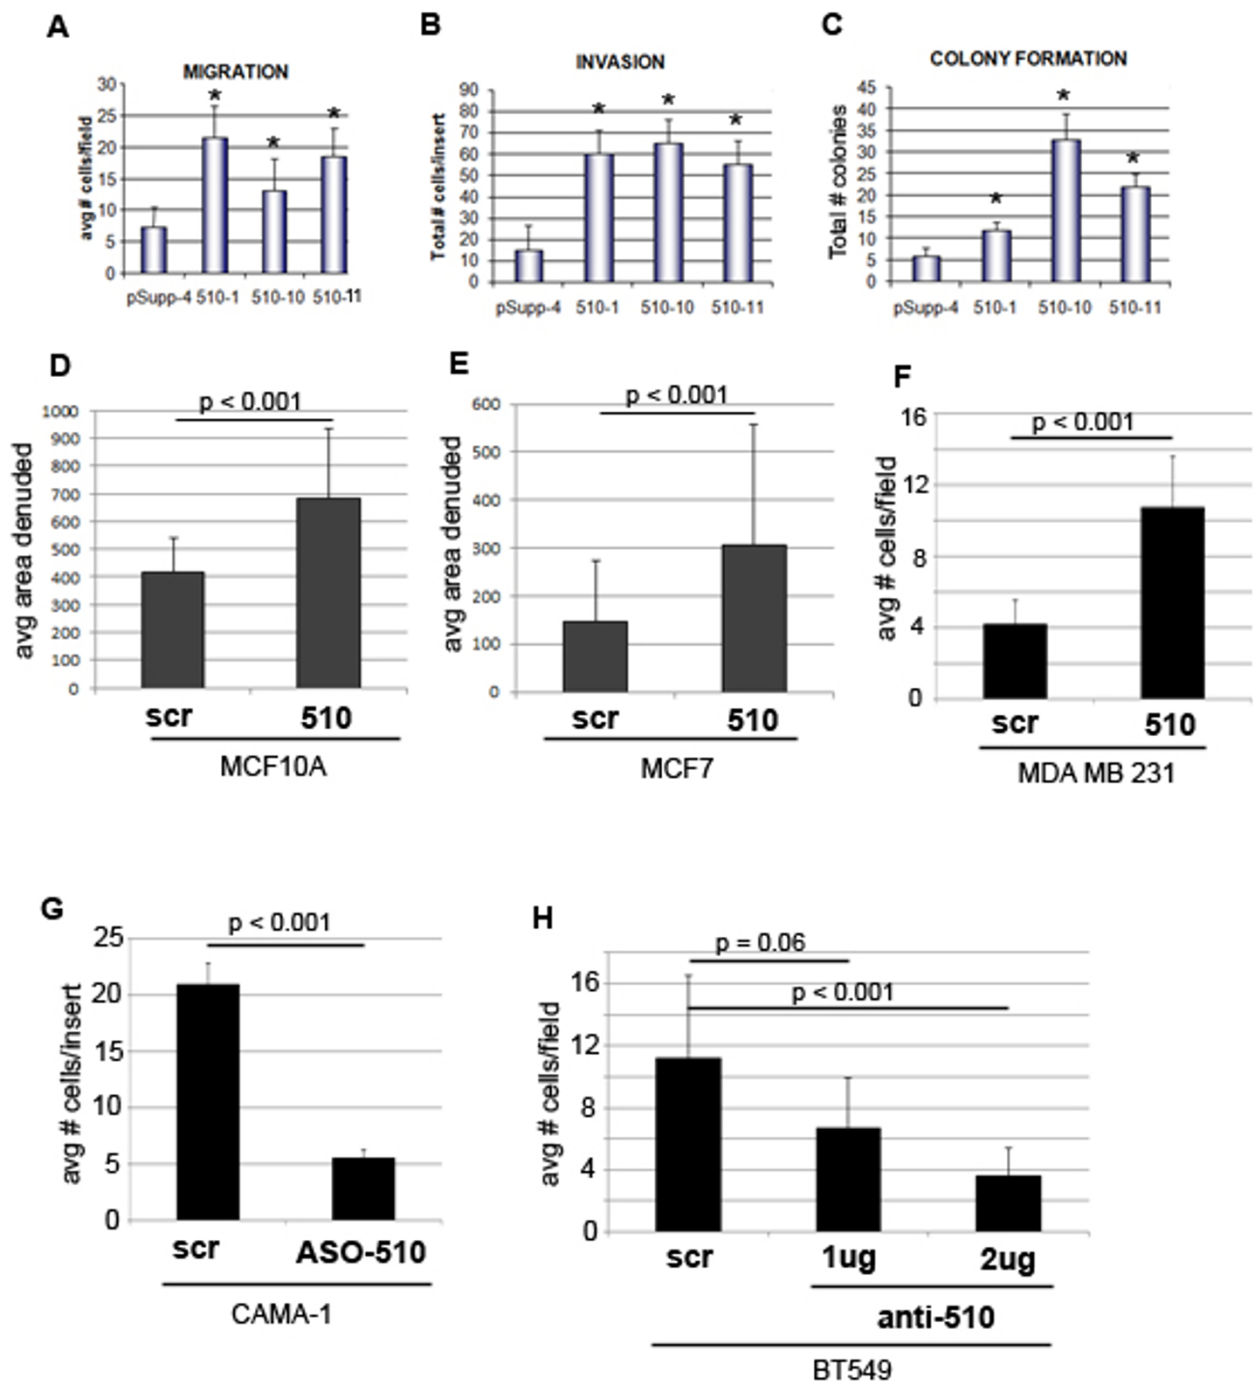 A
MIGRATION
avg # cells/field
30
25
20
15
10
5
0
* * *
pSupp-4 510-1 510-10 510-11
B
INVASION
Total # cells/insert
90
80
70
60
50
40
30
20
10
0
* * *
pSupp-4 510-1 510-10 510-11
C
COLONY FORMATION
Total # colonies
45
40
35
30
25
20
15
10
5
0
* * *
pSupp-4 510-1 510-10 510-11
D
p < 0.001
avg area denuded
1000
900
800
700
600
500
400
300
200
100
0
scr 510
MCF10A
E
p < 0.001
avg area denuded
600
500
400
300
200
100
0
scr 510
MCF7
F
p < 0.001
avg # cells/field
16
12
8
4
0
scr 510
MDA MB 231
G
p < 0.001
avg # cells/insert
25
20
15
10
5
0
scr ASO-510
CAMA-1
H
p = 0.06
p < 0.001
avg # cells/field
16
12
8
4
0
scr 1ug 2ug
anti-510
BT549